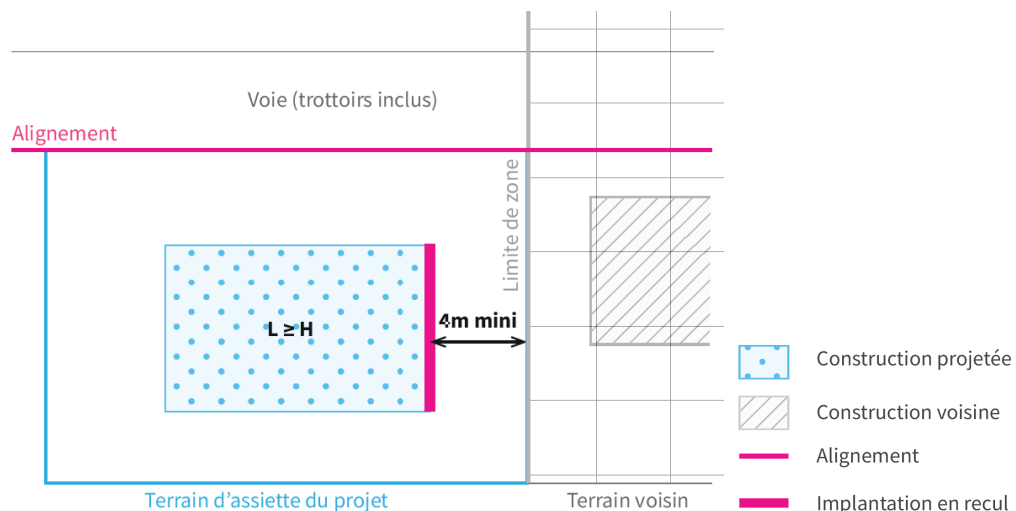 Voie (trottoirs inclus)
Alignement
Limite de zone
4m mini
L ≥ H
Construction projetée
Construction voisine
Alignement
Implantation en recul
Terrain d'assiette du projet
Terrain voisin